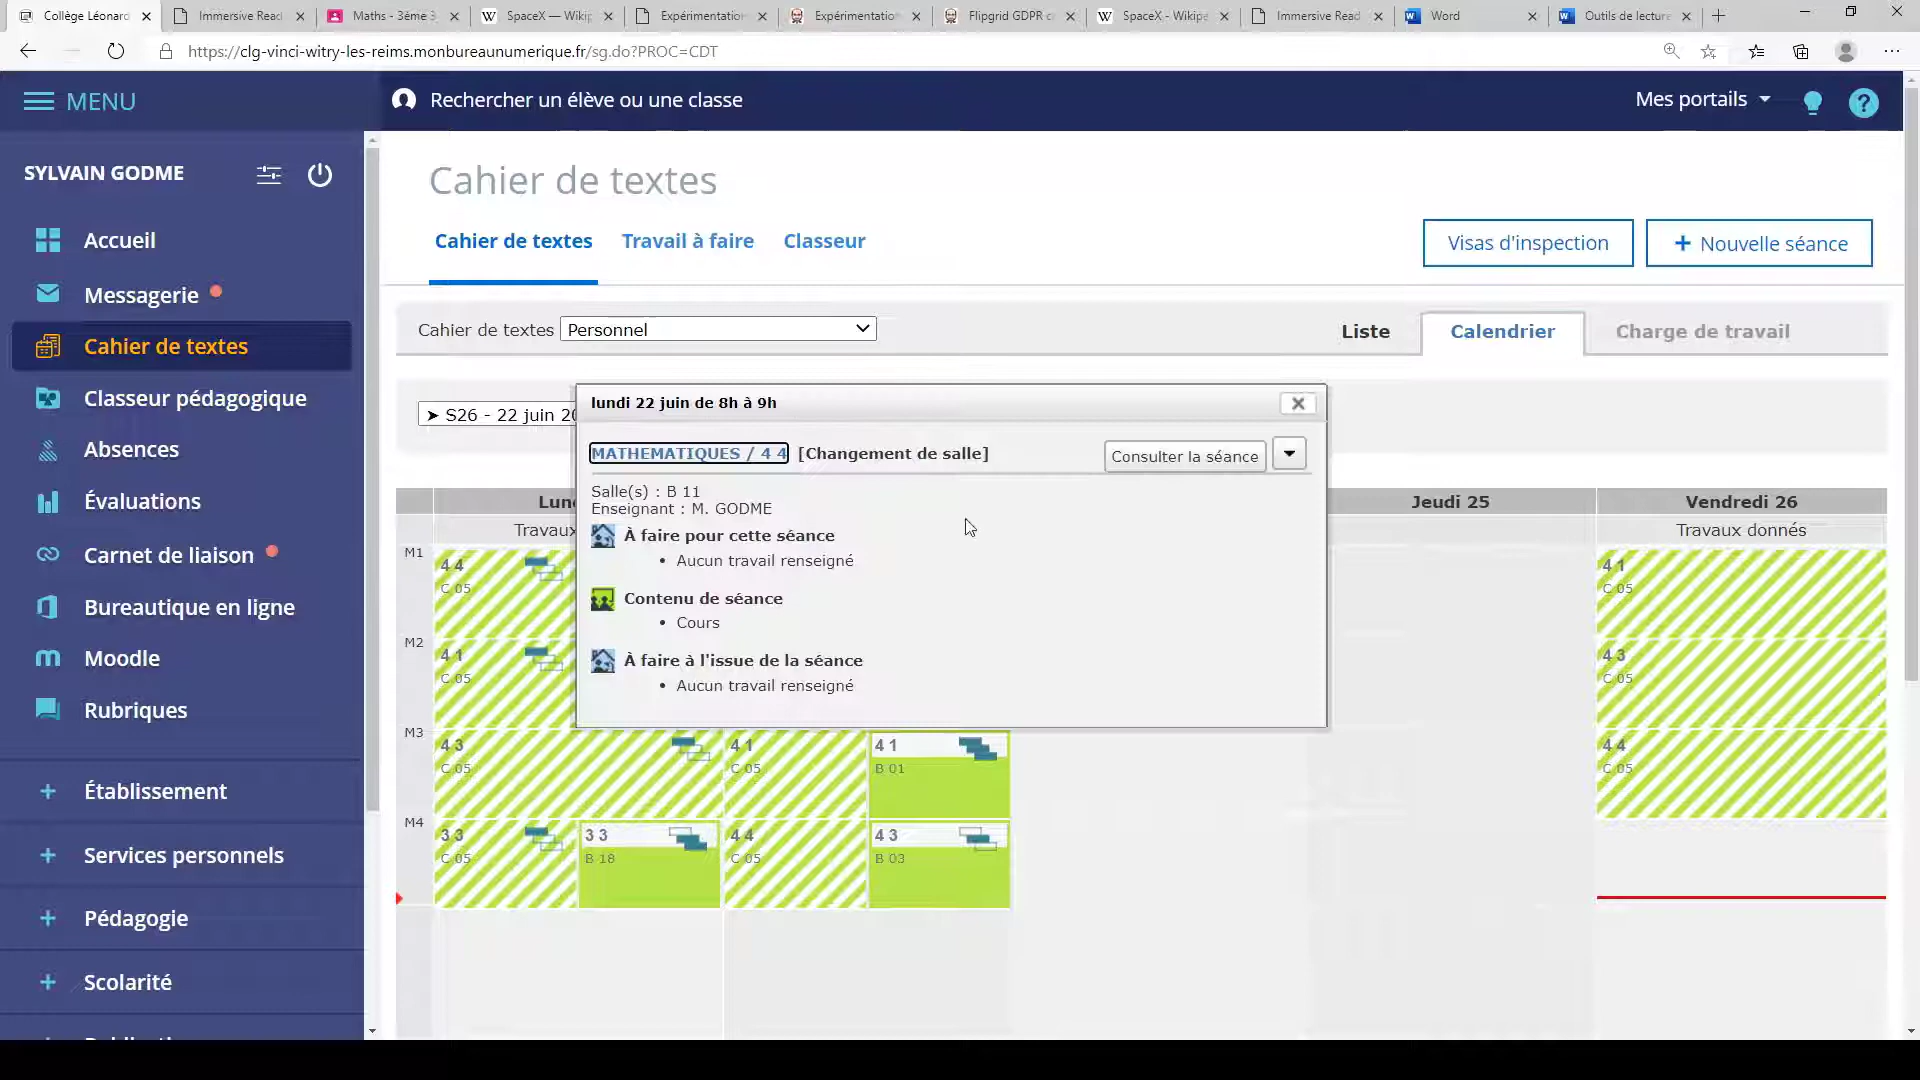 Collège Léonard
Immersive Read
Maths - 3ème 3
SpaceX — Wikip
Expérimentation
Expérimentatio
Flipgrid GDPR c
SpaceX - Wikipe
Immersive Read
Word
Outils de lecture
https://clg-vinci-witry-les-reims.monbureaunumerique.fr/sg.do?PROC=CDT
MENU
Rechercher un élève ou une classe
Mes portails
?
SYLVAIN GODME
Accueil
Messagerie
Cahier de textes
Classeur pédagogique
Absences
Évaluations
Carnet de liaison
Bureautique en ligne
Moodle
Rubriques
+ Établissement
+ Services personnels
+ Pédagogie
+ Scolarité
Cahier de textes
Cahier de textes Travail à faire Classeur
Visas d'inspection
+ Nouvelle séance
Cahier de textes Personnel
Liste Calendrier Charge de travail
➤ S26 - 22 juin 20
lundi 22 juin de 8h à 9h
MATHEMATIQUES / 4 4 [Changement de salle]
Consulter la séance
Salle(s) : B 11
Enseignant : M. GODME
À faire pour cette séance
• Aucun travail renseigné
Contenu de séance
• Cours
À faire à l'issue de la séance
• Aucun travail renseigné
Lun
Jeudi 25
Vendredi 26
Travaux
Travaux donnés
M1
4 4
C 05
4 1
C 05
M2
4 1
C 05
4 3
C 05
M3
4 3
C 05
4 1
C 05
4 1
B 01
4 4
C 05
M4
3 3
C 05
3 3
B 18
4 4
C 05
4 3
B 03